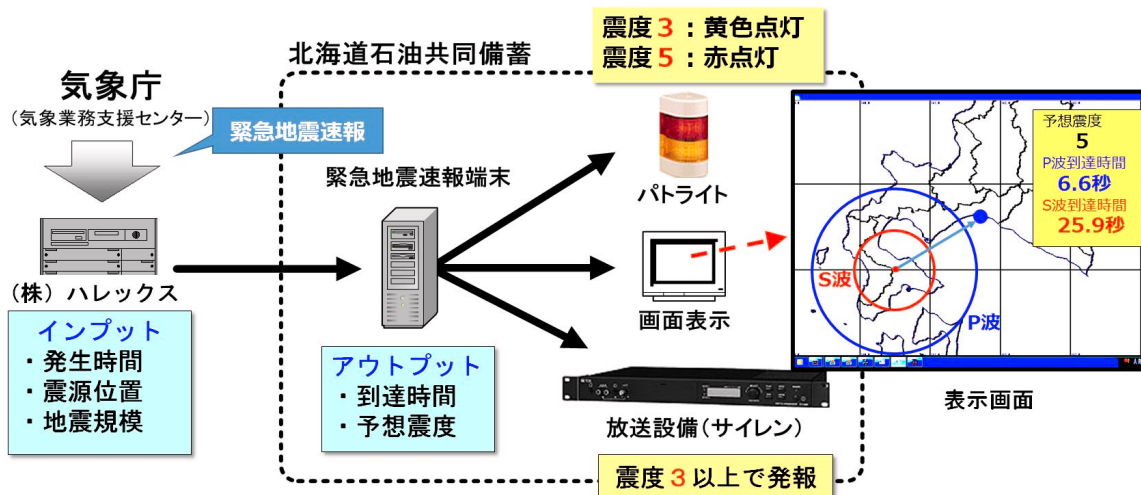 震度３：黄色点灯
震度５：赤点灯
北海道石油共同備蓄
気象庁
（気象業務支援センター）
緊急地震速報
緊急地震速報端末
パトライト
予想震度
5
P波到達時間
6.6秒
S波到達時間
25.9秒
S波
P波
（株）ハレックス
画面表示
インプット
・発生時間
・震源位置
・地震規模
アウトプット
・到達時間
・予想震度
表示画面
放送設備（サイレン）
震度３以上で発報